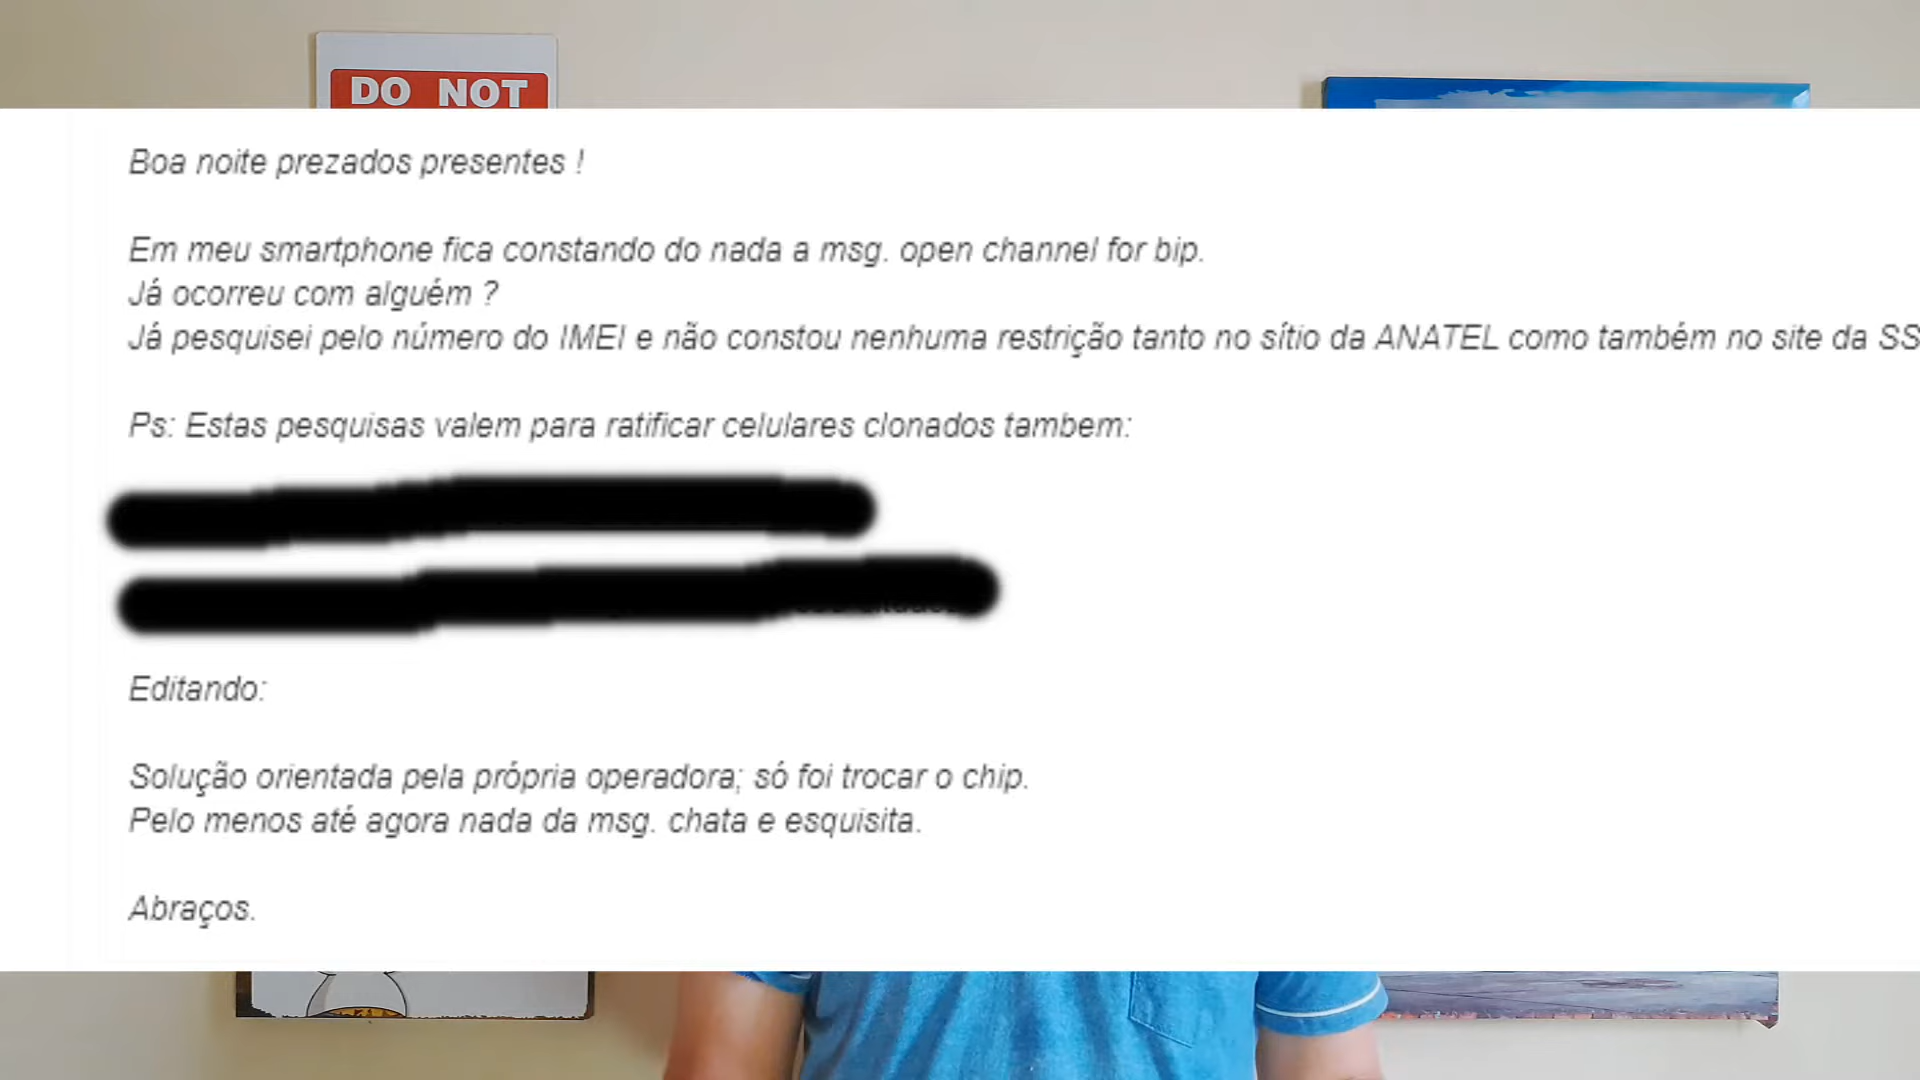 DO NOT
Boa noite prezados presentes !
Em meu smartphone fica constando do nada a msg. open channel for bip.
Já ocorreu com alguém ?
Já pesquisei pelo número do IMEI e não constou nenhuma restrição tanto no sítio da ANATEL como também no site da SS
Ps: Estas pesquisas valem para ratificar celulares clonados tambem:
Editando:
Solução orientada pela própria operadora; só foi trocar o chip.
Pelo menos até agora nada da msg. chata e esquisita.
Abraços.